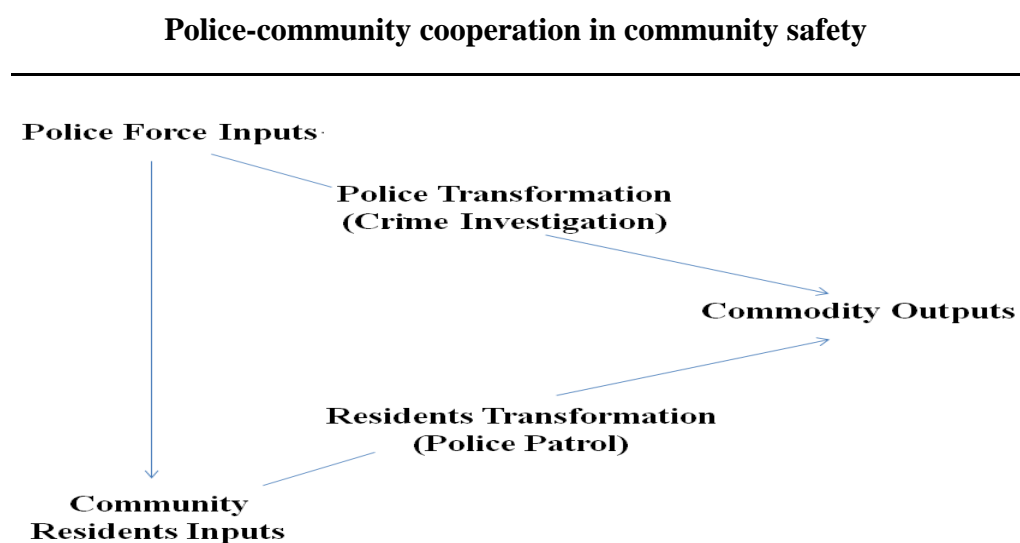 Police-community cooperation in community safety
Police Force Inputs
Police Transformation
(Crime Investigation)
Commodity Outputs
Residents Transformation
(Police Patrol)
Community
Residents Inputs